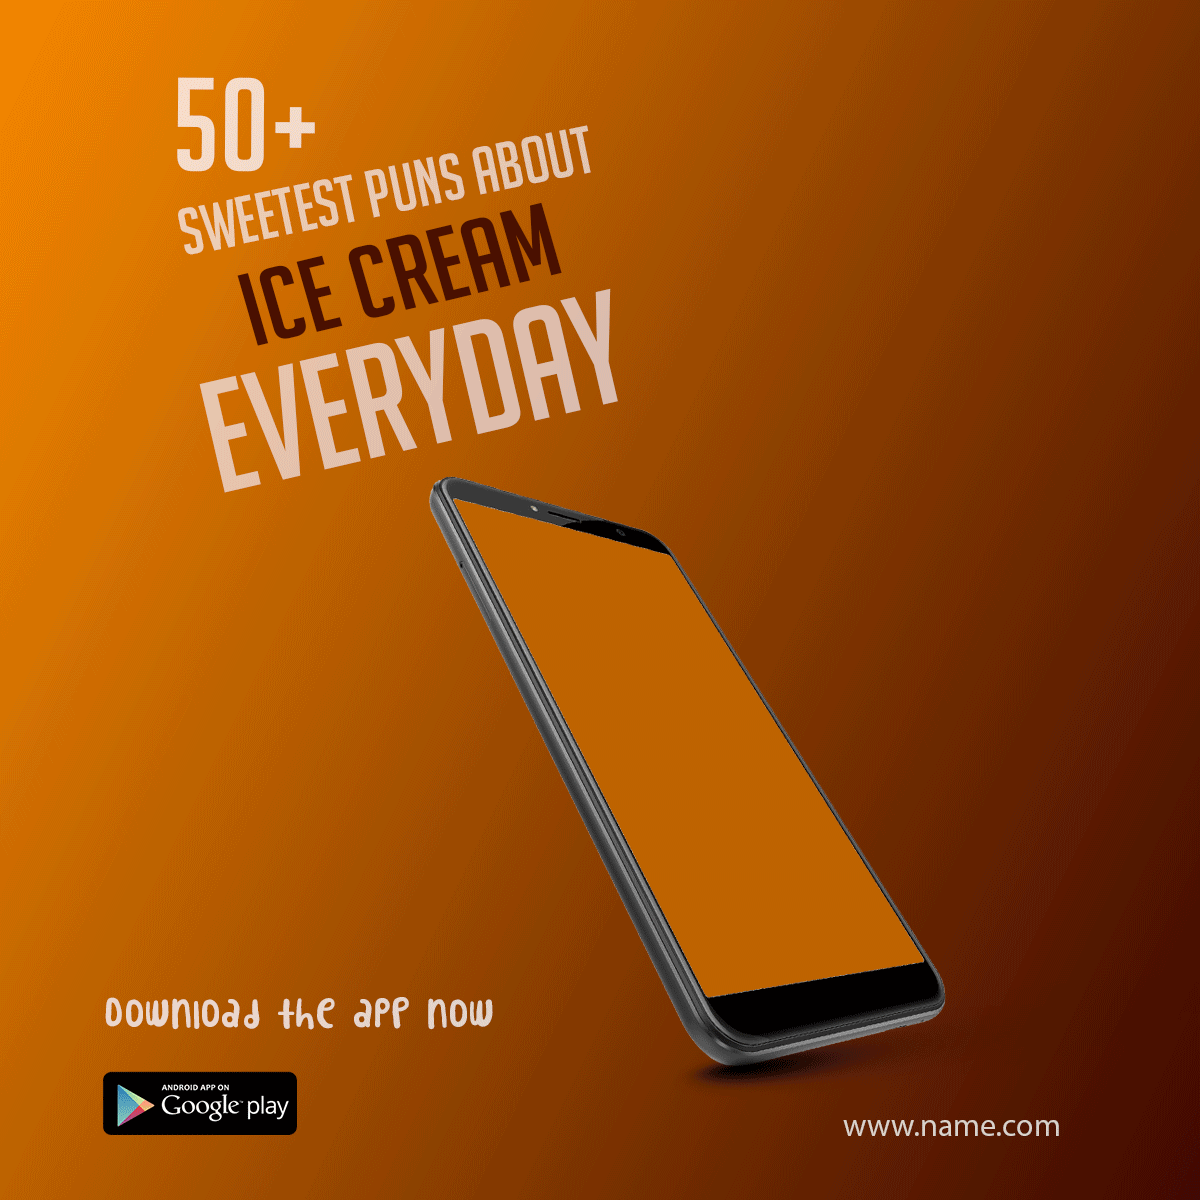 50+
SWEETEST PUNS ABOUT
ICE CREAM
EVERYDAY
Download the app now
ANDROID APP ON
Google play
www.name.com